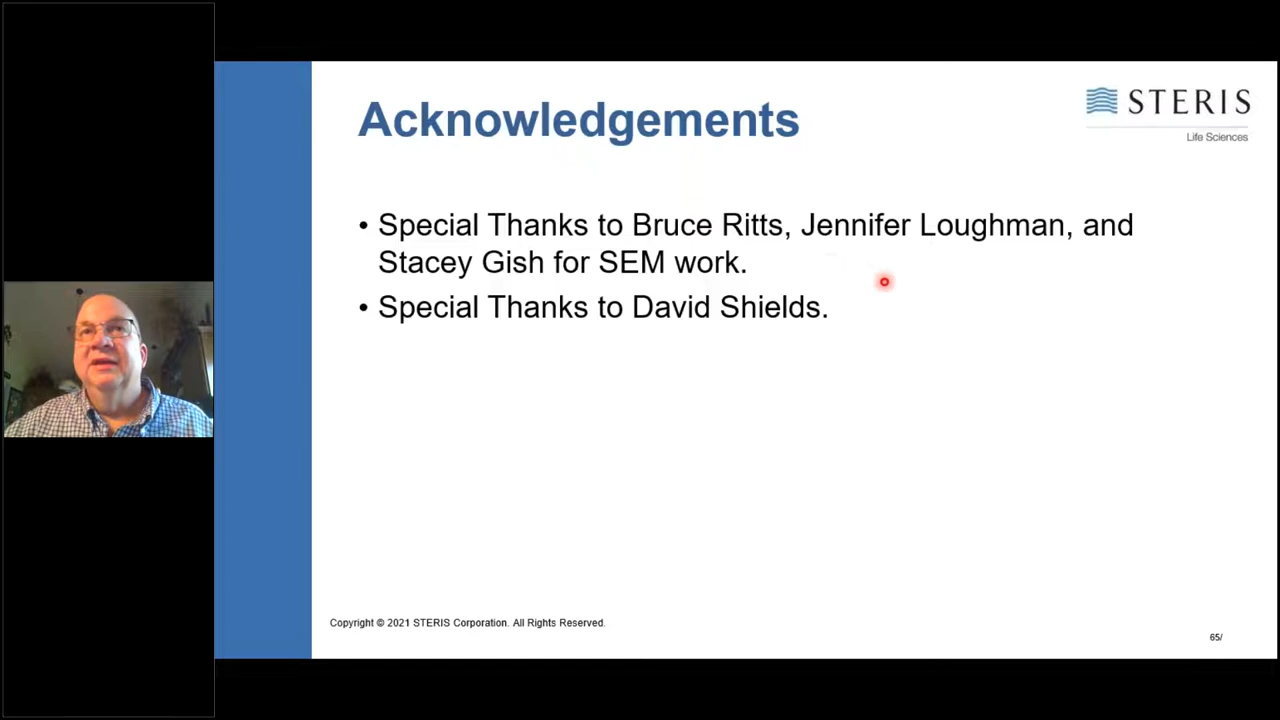 Acknowledgements
STERIS
Life Sciences
• Special Thanks to Bruce Ritts, Jennifer Loughman, and
Stacey Gish for SEM work.
• Special Thanks to David Shields.
Copyright © 2021 STERIS Corporation. All Rights Reserved.
65/